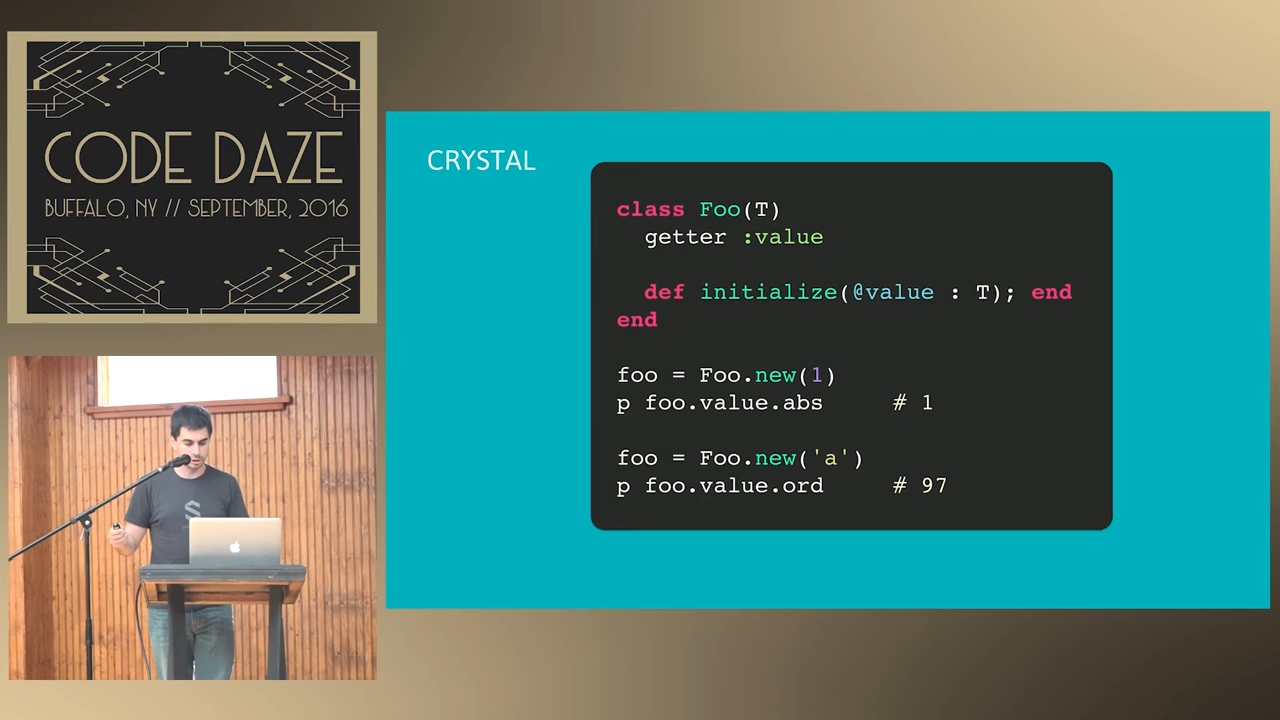 CODE DAZE
BUFFALO, NY // SEPTEMBER, 2016
CRYSTAL
class Foo(T)
  getter :value
  def initialize(@value : T); end
end
foo = Foo.new(1)
p foo.value.abs     # 1
foo = Foo.new('a')
p foo.value.ord     # 97